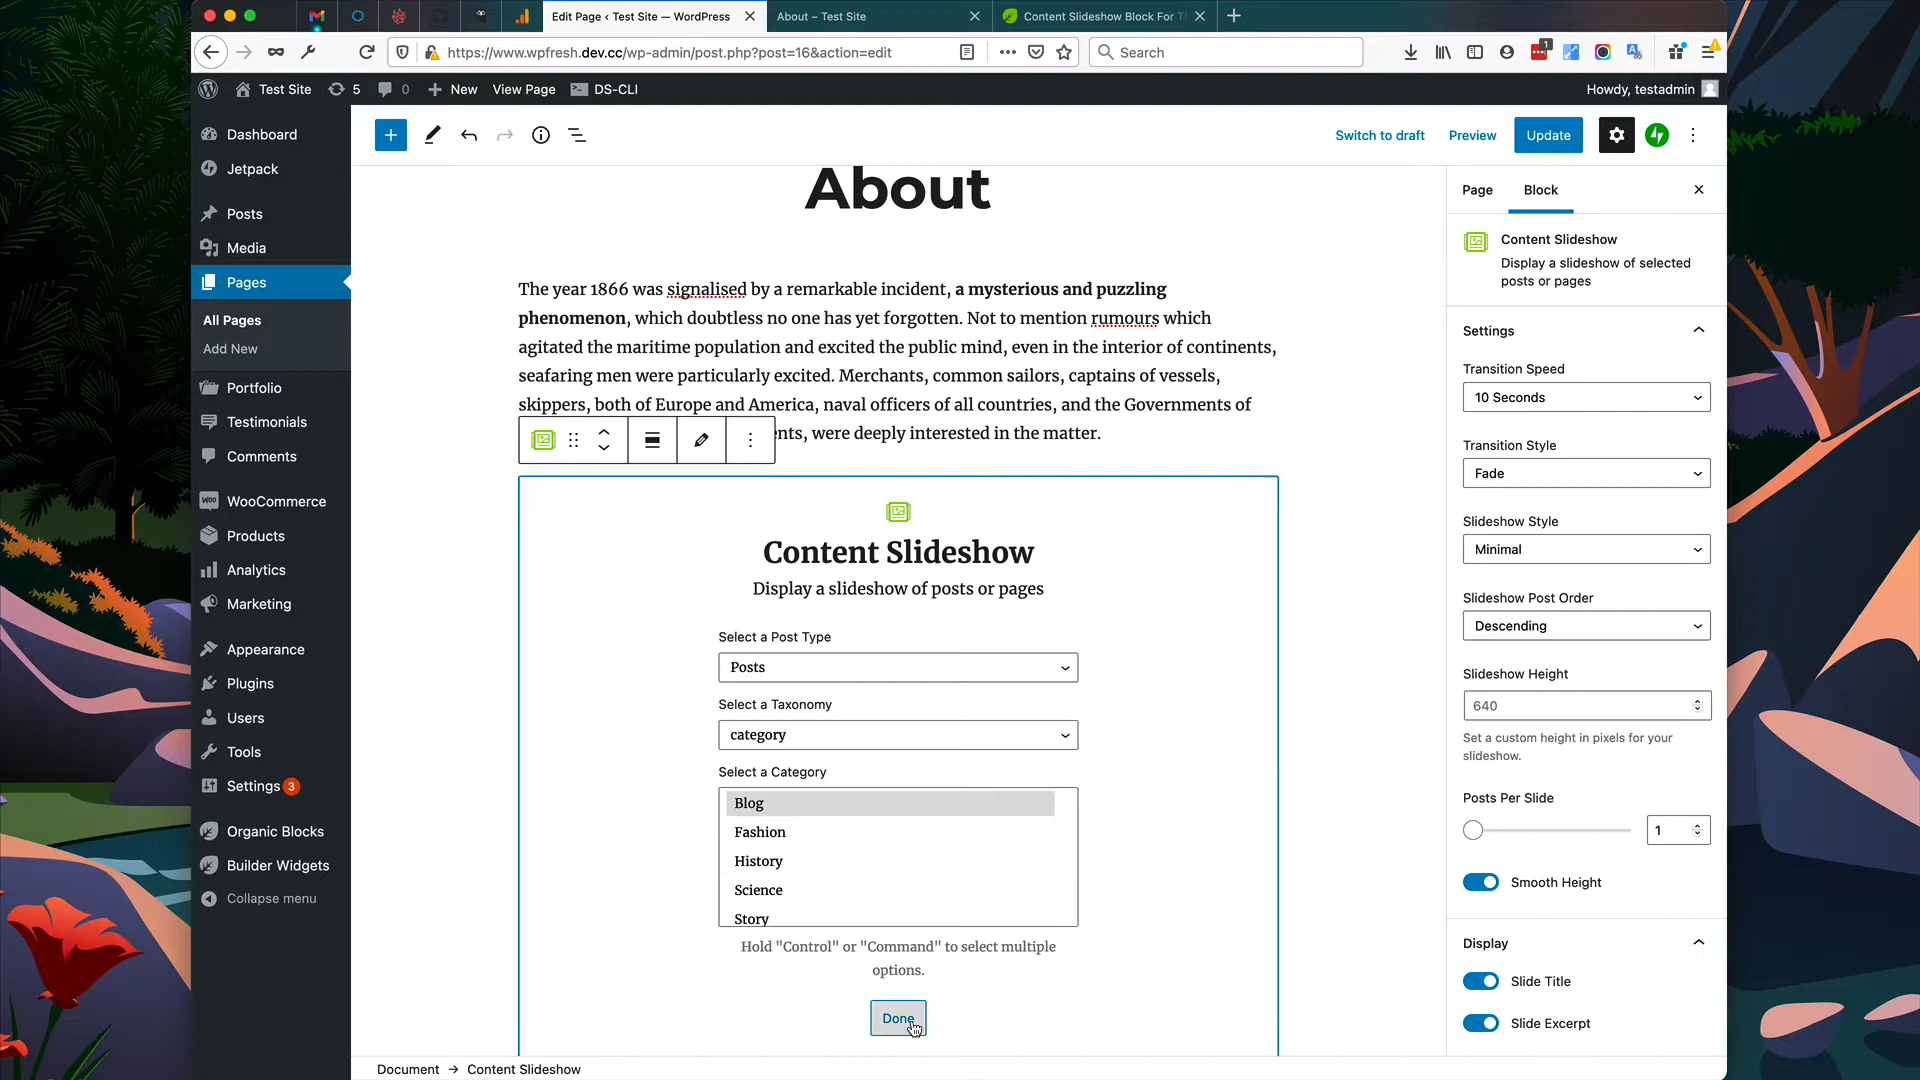 Edit Page ‹ Test Site — WordPress
About – Test Site
Content Slideshow Block For T
https://www.wpfresh.dev.cc/wp-admin/post.php?post=16&action=edit
Search
1
Test Site
5
0
New
View Page
DS-CLI
Howdy, testadmin
Dashboard
Jetpack
Posts
Media
Pages
All Pages
Add New
Portfolio
Testimonials
Comments
WooCommerce
Products
Analytics
Marketing
Appearance
Plugins
Users
Tools
Settings 3
Organic Blocks
Builder Widgets
Collapse menu
Switch to draft
Preview
Update
About
The year 1866 was signalised by a remarkable incident, a mysterious and puzzling
phenomenon, which doubtless no one has yet forgotten. Not to mention rumours which
agitated the maritime population and excited the public mind, even in the interior of continents,
seafaring men were particularly excited. Merchants, common sailors, captains of vessels,
skippers, both of Europe and America, naval officers of all countries, and the Governments of
nts, were deeply interested in the matter.
Content Slideshow
Display a slideshow of posts or pages
Select a Post Type
Posts
Select a Taxonomy
category
Select a Category
Blog
Fashion
History
Science
Story
Hold "Control" or "Command" to select multiple
options.
Done
Page
Block
Content Slideshow
Display a slideshow of selected
posts or pages
Settings
Transition Speed
10 Seconds
Transition Style
Fade
Slideshow Style
Minimal
Slideshow Post Order
Descending
Slideshow Height
640
Set a custom height in pixels for your
slideshow.
Posts Per Slide
1
Smooth Height
Display
Slide Title
Slide Excerpt
Document → Content Slideshow